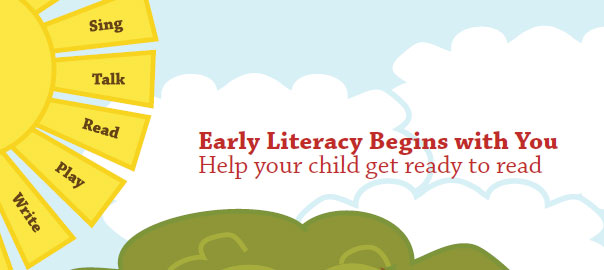 Sing
Talk
Read
Play
Write
Early Literacy Begins with You
Help your child get ready to read